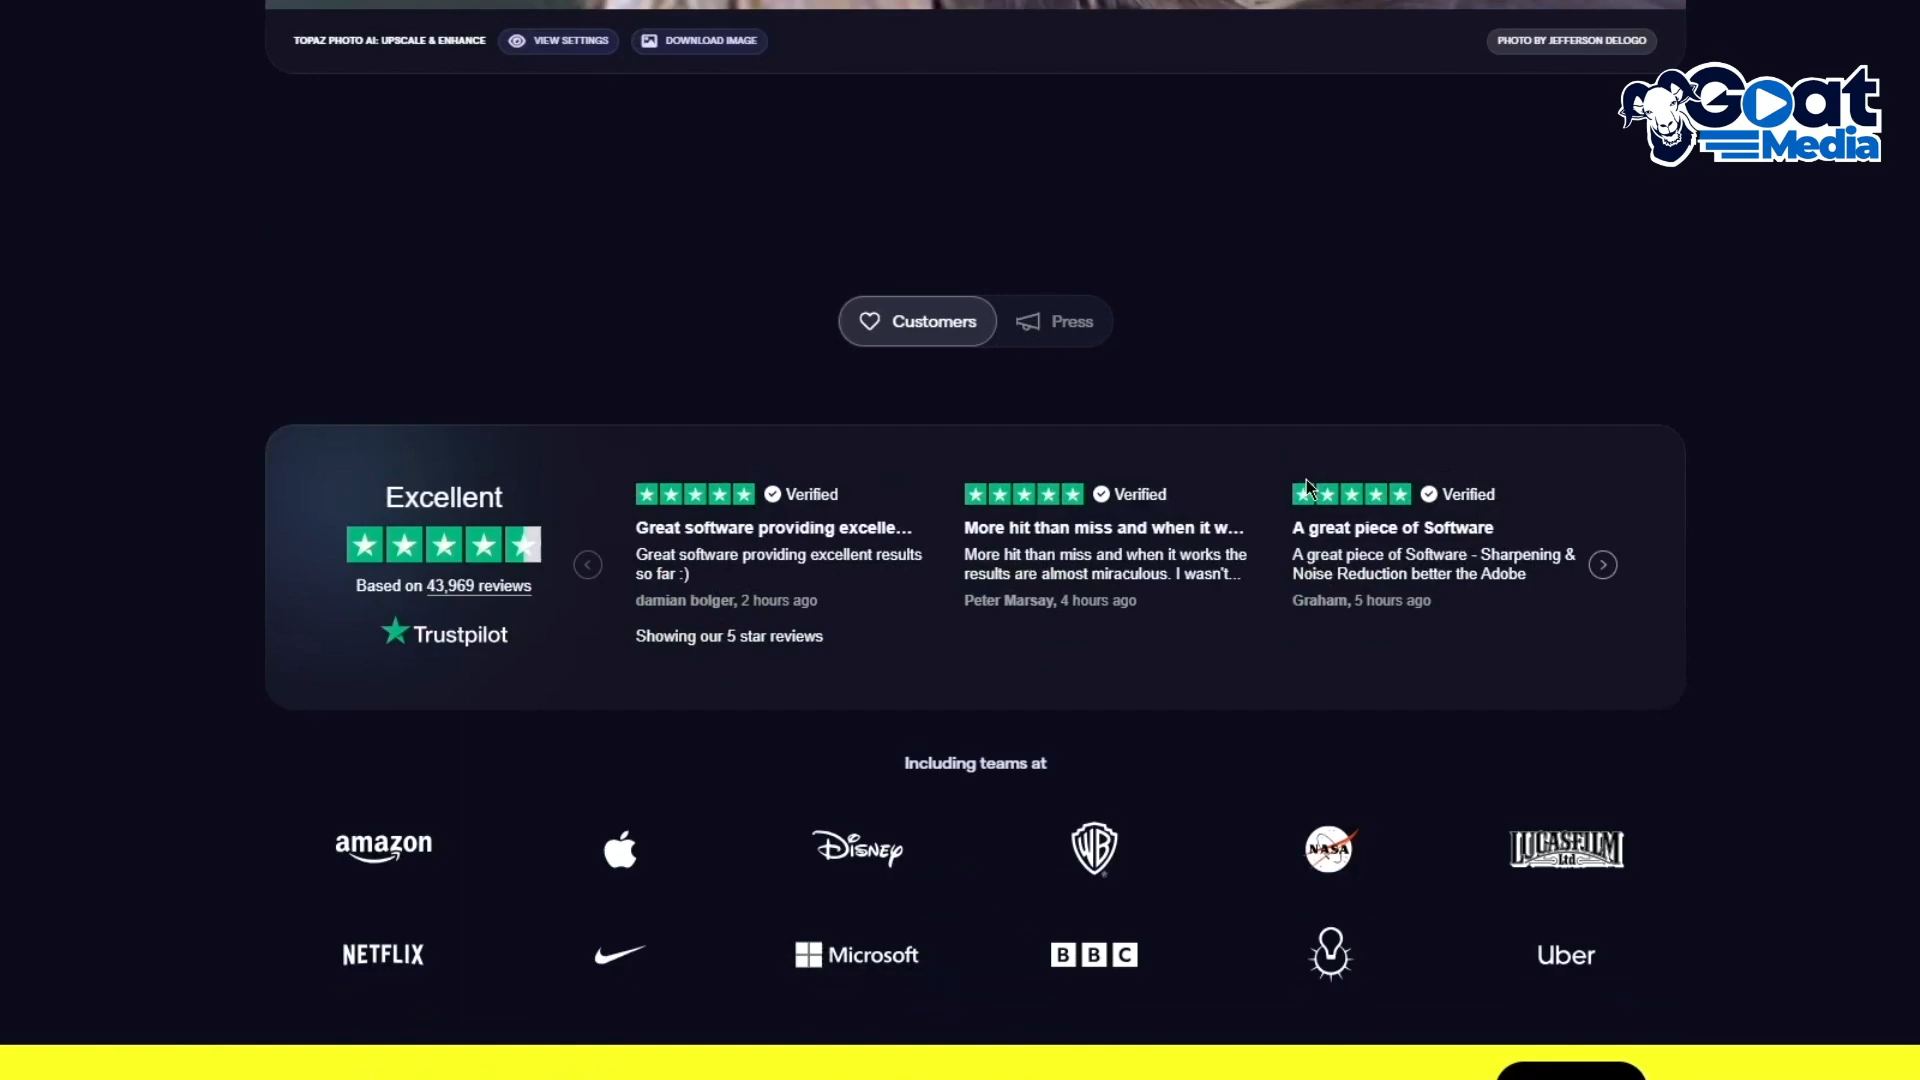 TOPAZ PHOTO AI: UPSCALE & ENHANCE
VIEW SETTINGS
DOWNLOAD IMAGE
PHOTO BY JEFFERSON DELOGO
Goat
Media
Customers
Press
Excellent
Based on 43,969 reviews
Trustpilot
Verified
Great software providing excelle...
Great software providing excellent results
so far :)
damian bolger, 2 hours ago
Showing our 5 star reviews
Verified
More hit than miss and when it w...
More hit than miss and when it works the
results are almost miraculous. I wasn't...
Peter Marsay, 4 hours ago
Verified
A great piece of Software
A great piece of Software - Sharpening &
Noise Reduction better the Adobe
Graham, 5 hours ago
Including teams at
amazon
Disney
WB
NASA
LUCASFILM
Ltd
NETFLIX
Microsoft
BBC
Uber